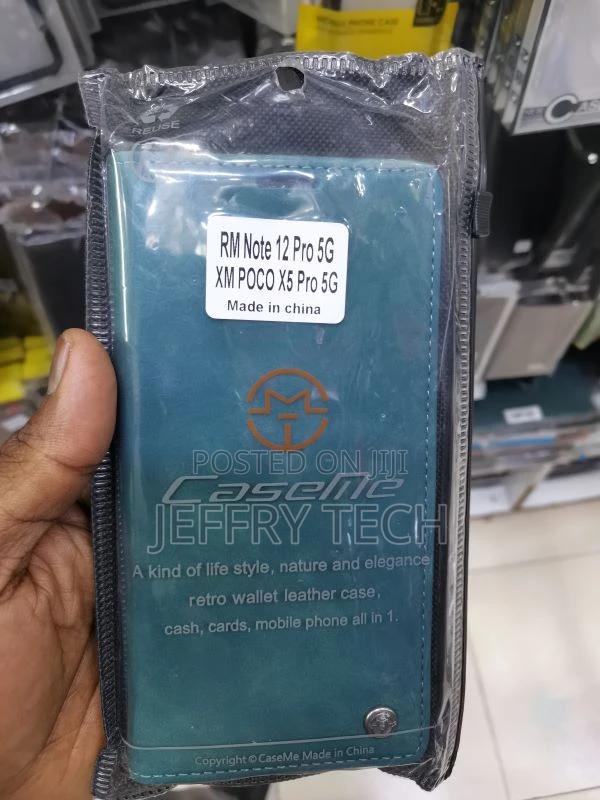 REUSE
RM Note 12 Pro 5G
XM POCO X5 Pro 5G
Made in china
POSTED ON JIJI
CaseMe
JEFFRY TECH
A kind of life style, nature and elegance
retro wallet leather case,
cash, cards, mobile phone all in 1.
Copyright © CaseMe Made in China